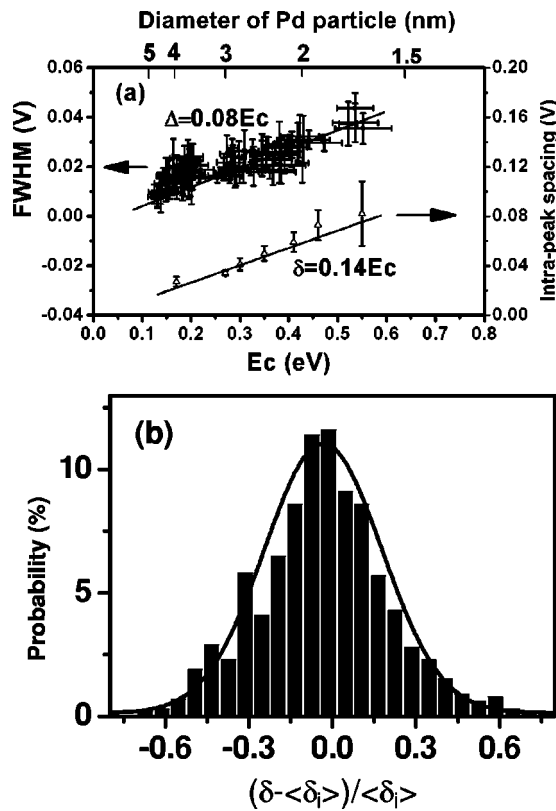 Diameter of Pd particle (nm)
5 4 3 2 1.5
0.06 0.20
(a)
Δ=0.08Ec
0.04 0.16
0.02 0.12
0.00 0.08
-0.02 0.04
δ=0.14Ec
-0.04 0.00
FWHM (V)
Intra-peak spacing (V)
0.0 0.1 0.2 0.3 0.4 0.5 0.6 0.7 0.8
Ec (eV)
(b)
10
5
0
Probability (%)
-0.6 -0.3 0.0 0.3 0.6
(δ-<δᵢ>)/<δᵢ>